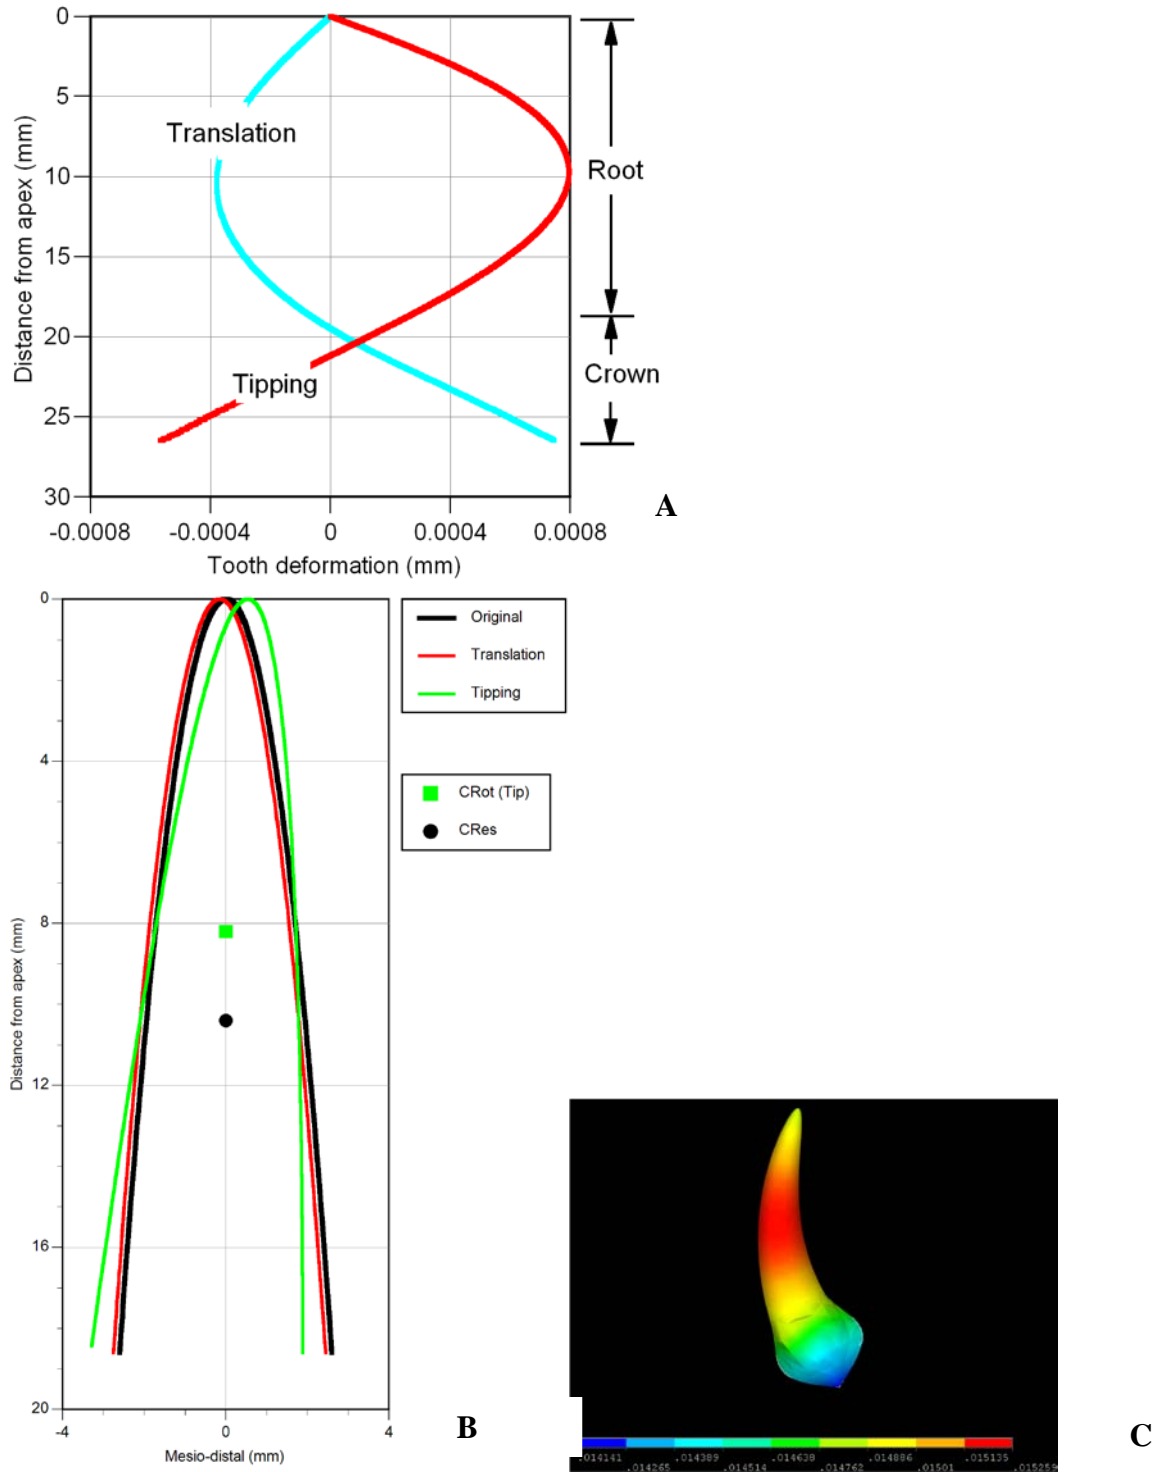 0
5
10
15
20
25
30
Distance from apex (mm)
Translation
Tipping
Root
Crown
-0.0008 -0.0004 0 0.0004 0.0008
Tooth deformation (mm)
A
0
4
8
12
16
20
Distance from apex (mm)
-4 0 4
Mesio-distal (mm)
Original
Translation
Tipping
CRot (Tip)
CRes
B
.014141 .014389 .014638 .014886 .015135
.014265 .014514 .014762 .01501 .015259
C